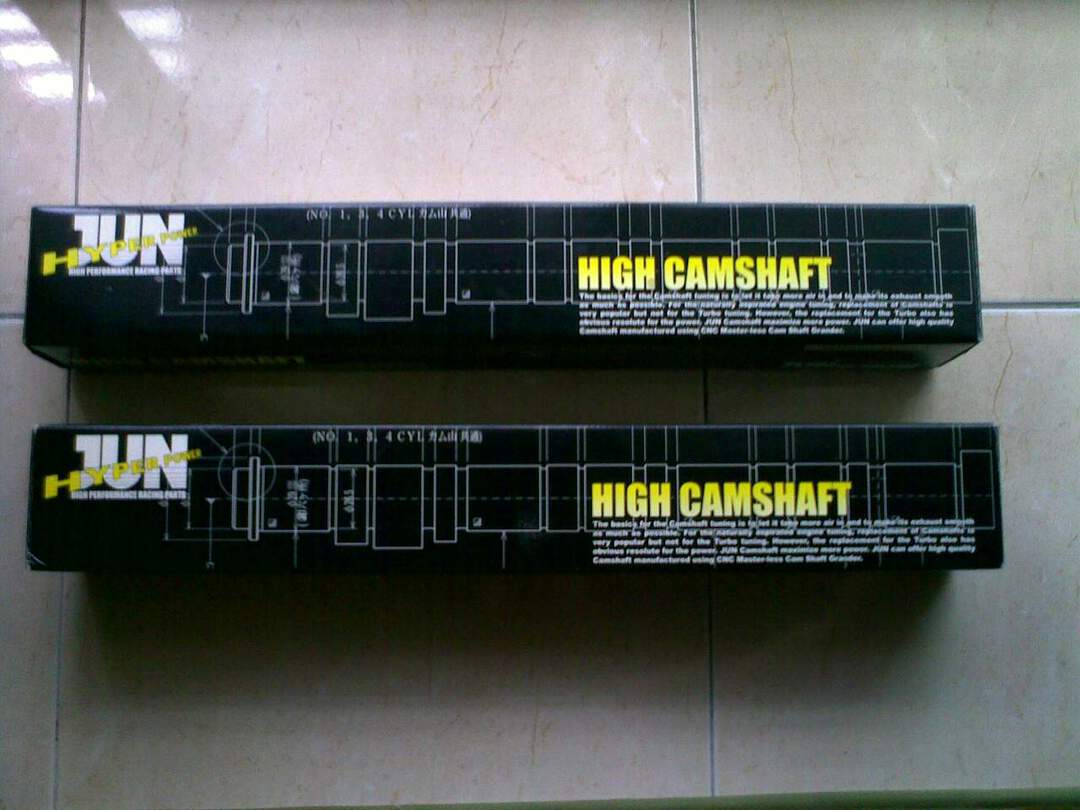 JUN
HYPER POWER
HIGH PERFORMANCE RACING PARTS
(NO. 1, 3, 4 CYL カム山 共通)
HIGH CAMSHAFT
The basics for the Camshaft tuning is to let it take more air in and to make its exhaust smooth
as much as possible. For the naturally aspirated engine tuning, replacement of Camshafts is
very popular but not for the Turbo tuning. However, the replacement for the Turbo also has
obvious resolute for the power. JUN Camshaft maximize more power. JUN can offer high quality
Camshaft manufactured using CNC Master-less Cam Shaft Grander.
JUN
HYPER POWER
HIGH PERFORMANCE RACING PARTS
(NO. 1, 3, 4 CYL カム山 共通)
HIGH CAMSHAFT
The basics for the Camshaft tuning is to let it take more air in and to make its exhaust smooth
as much as possible. For the naturally aspirated engine tuning, replacement of Camshafts is
very popular but not for the Turbo tuning. However, the replacement for the Turbo also has
obvious resolute for the power. JUN Camshaft maximize more power. JUN can offer high quality
Camshaft manufactured using CNC Master-less Cam Shaft Grander.